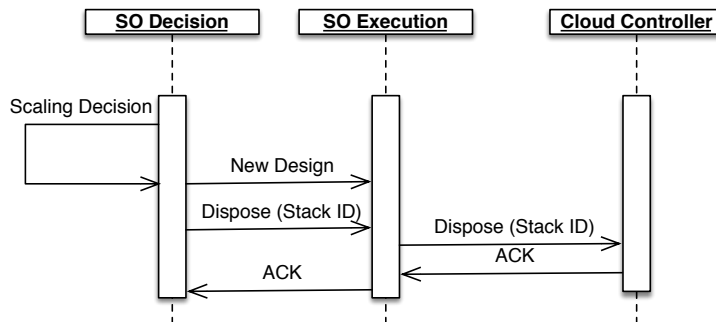 SO Decision
SO Execution
Cloud Controller
Scaling Decision
New Design
Dispose (Stack ID)
Dispose (Stack ID)
ACK
ACK